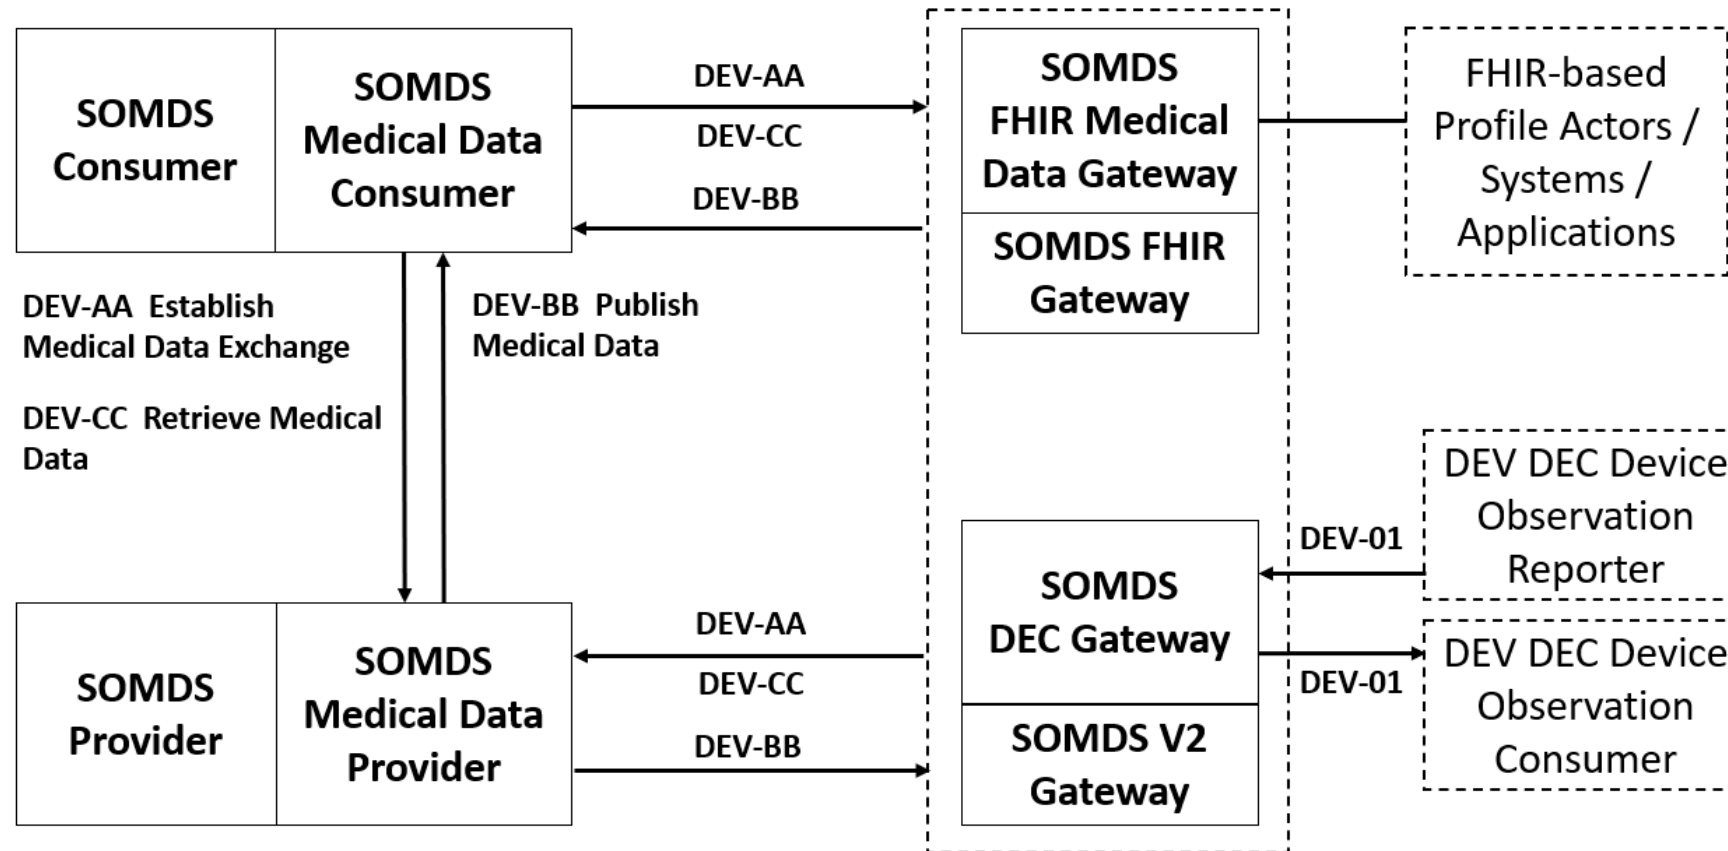 SOMDS
Consumer
SOMDS
Medical Data
Consumer
DEV-AA
DEV-CC
DEV-BB
SOMDS
FHIR Medical
Data Gateway
SOMDS FHIR
Gateway
FHIR-based
Profile Actors /
Systems /
Applications
DEV-AA Establish
Medical Data Exchange
DEV-CC Retrieve Medical
Data
DEV-BB Publish
Medical Data
SOMDS
Provider
SOMDS
Medical Data
Provider
DEV-AA
DEV-CC
DEV-BB
SOMDS
DEC Gateway
SOMDS V2
Gateway
DEV-01
DEV-01
DEV DEC Device
Observation
Reporter
DEV DEC Device
Observation
Consumer